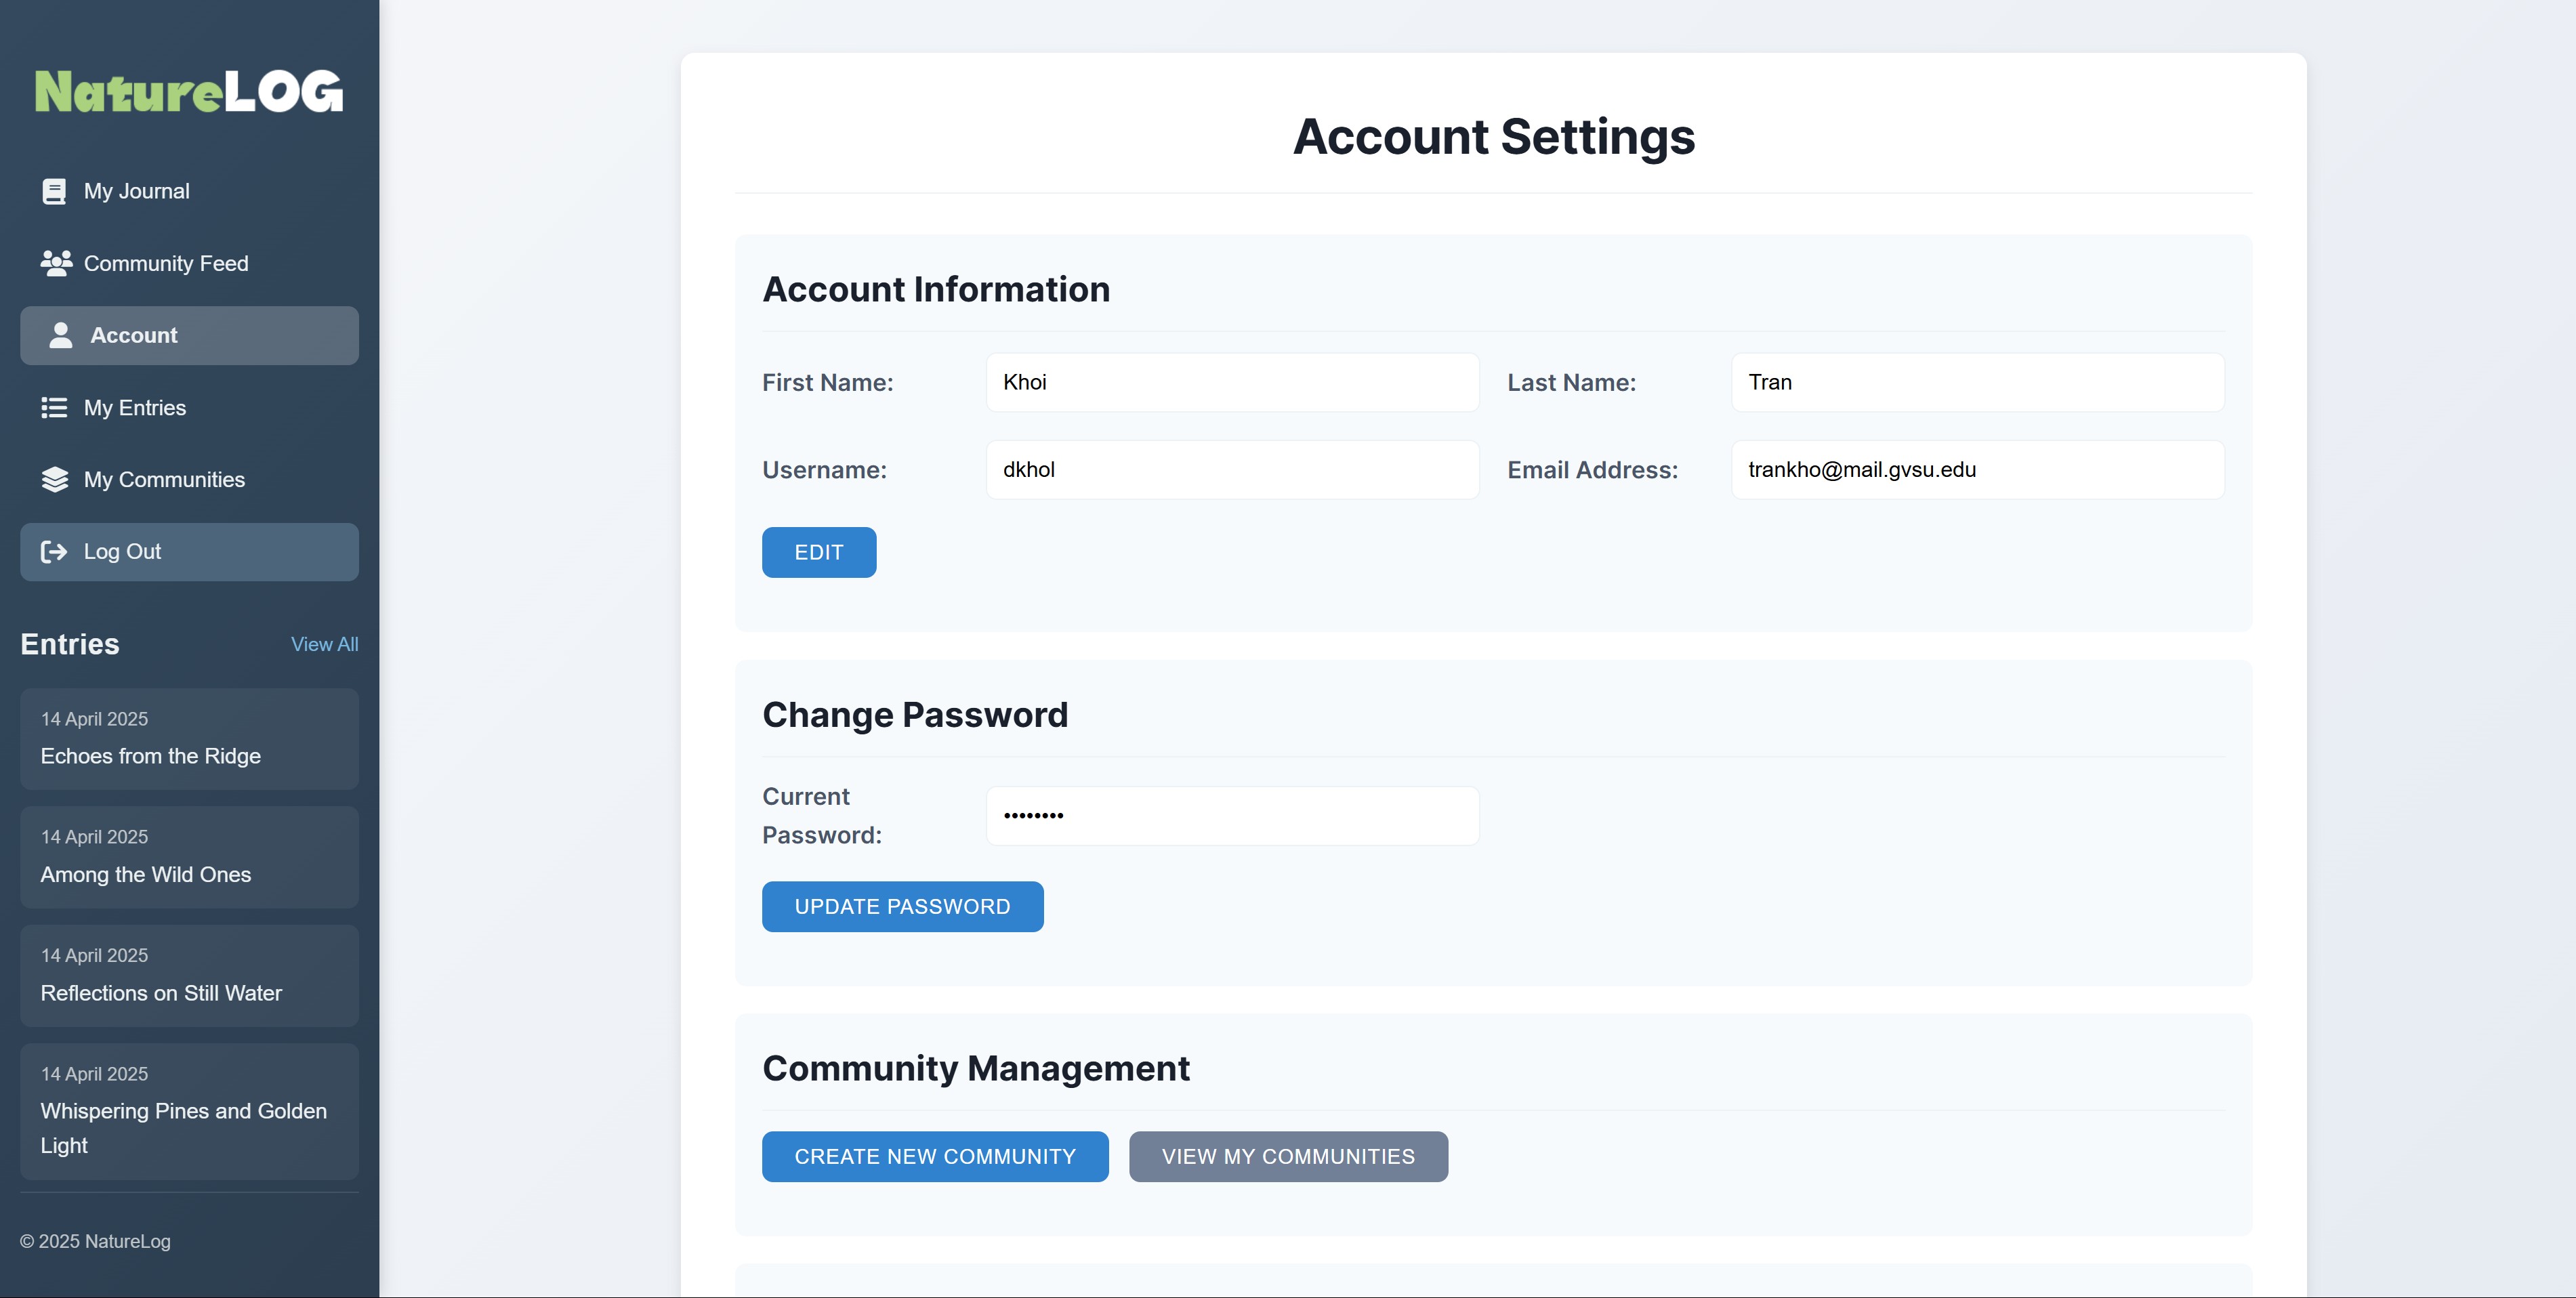 NatureLOG
My Journal
Community Feed
Account
My Entries
My Communities
Log Out
Entries
View All
14 April 2025
Echoes from the Ridge
14 April 2025
Among the Wild Ones
14 April 2025
Reflections on Still Water
14 April 2025
Whispering Pines and Golden
Light
© 2025 NatureLog
Account Settings
Account Information
First Name:
Khoi
Last Name:
Tran
Username:
dkhol
Email Address:
trankho@mail.gvsu.edu
EDIT
Change Password
Current
Password:
••••••••
UPDATE PASSWORD
Community Management
CREATE NEW COMMUNITY
VIEW MY COMMUNITIES